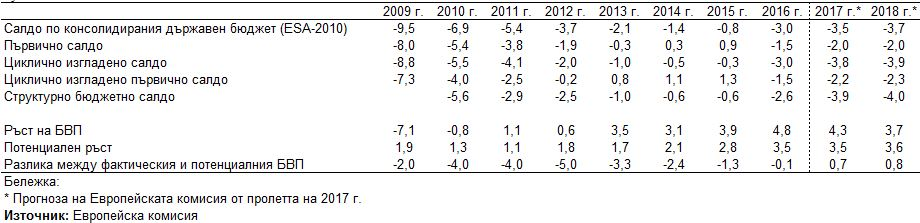 2009 г. 2010 г. 2011 г. 2012 г. 2013 г. 2014 г. 2015 г. 2016 г. 2017 г.* 2018 г.*
Салдо по консолидирания държавен бюджет (ESA-2010) -9,5 -6,9 -5,4 -3,7 -2,1 -1,4 -0,8 -3,0 -3,5 -3,7
Първично салдо -8,0 -5,4 -3,8 -1,9 -0,3 0,3 0,9 -1,5 -2,0 -2,0
Циклично изгладено салдо -8,8 -5,5 -4,1 -2,0 -1,0 -0,5 -0,3 -3,0 -3,8 -3,9
Циклично изгладено първично салдо -7,3 -4,0 -2,5 -0,2 0,8 1,1 1,3 -1,5 -2,2 -2,3
Структурно бюджетно салдо -5,6 -2,9 -2,5 -1,0 -0,6 -0,6 -2,6 -3,9 -4,0
Ръст на БВП -7,1 -0,8 1,1 0,6 3,5 3,1 3,9 4,8 4,3 3,7
Потенциален ръст 1,9 1,3 1,1 1,8 1,7 2,1 2,8 3,5 3,5 3,6
Разлика между фактическия и потенциалния БВП -2,0 -4,0 -4,0 -5,0 -3,3 -2,4 -1,3 -0,1 0,7 0,8
Бележка:
* Прогноза на Европейската комисия от пролетта на 2017 г.
Източник: Европейска комисия